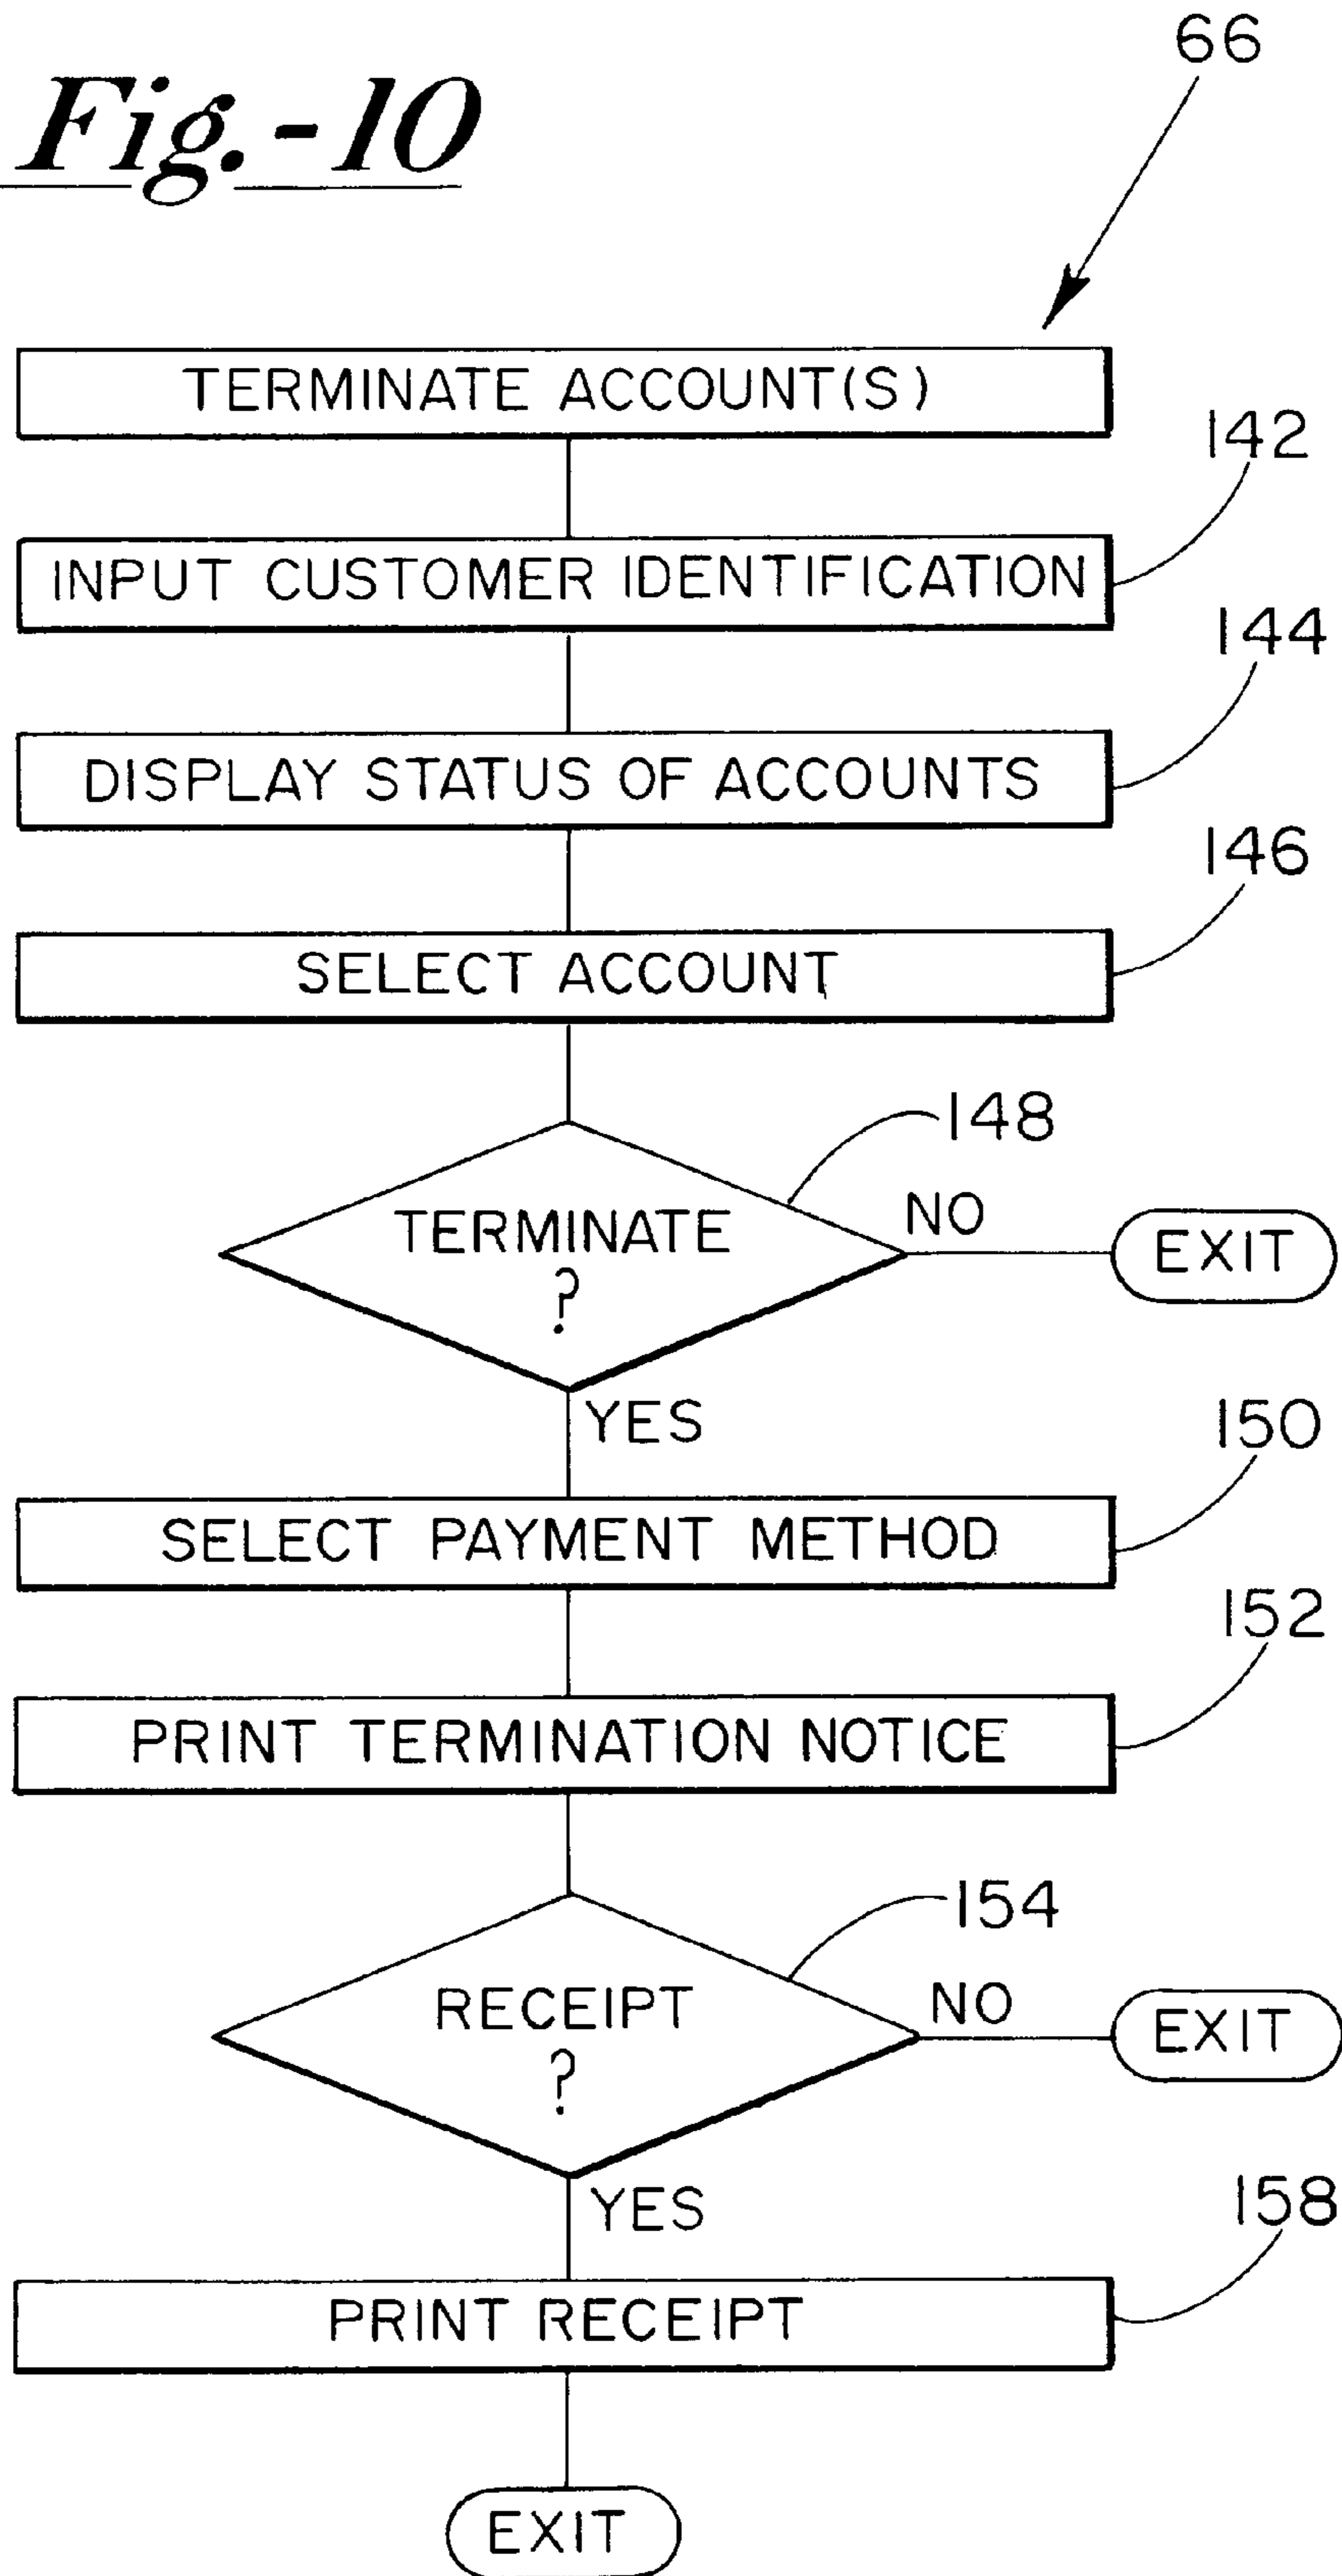 66
Fig.-10
TERMINATE ACCOUNT(S)
142
INPUT CUSTOMER IDENTIFICATION
144
DISPLAY STATUS OF ACCOUNTS
146
SELECT ACCOUNT
148
TERMINATE
?
NO
EXIT
YES
150
SELECT PAYMENT METHOD
152
PRINT TERMINATION NOTICE
154
RECEIPT
?
NO
EXIT
YES
158
PRINT RECEIPT
EXIT